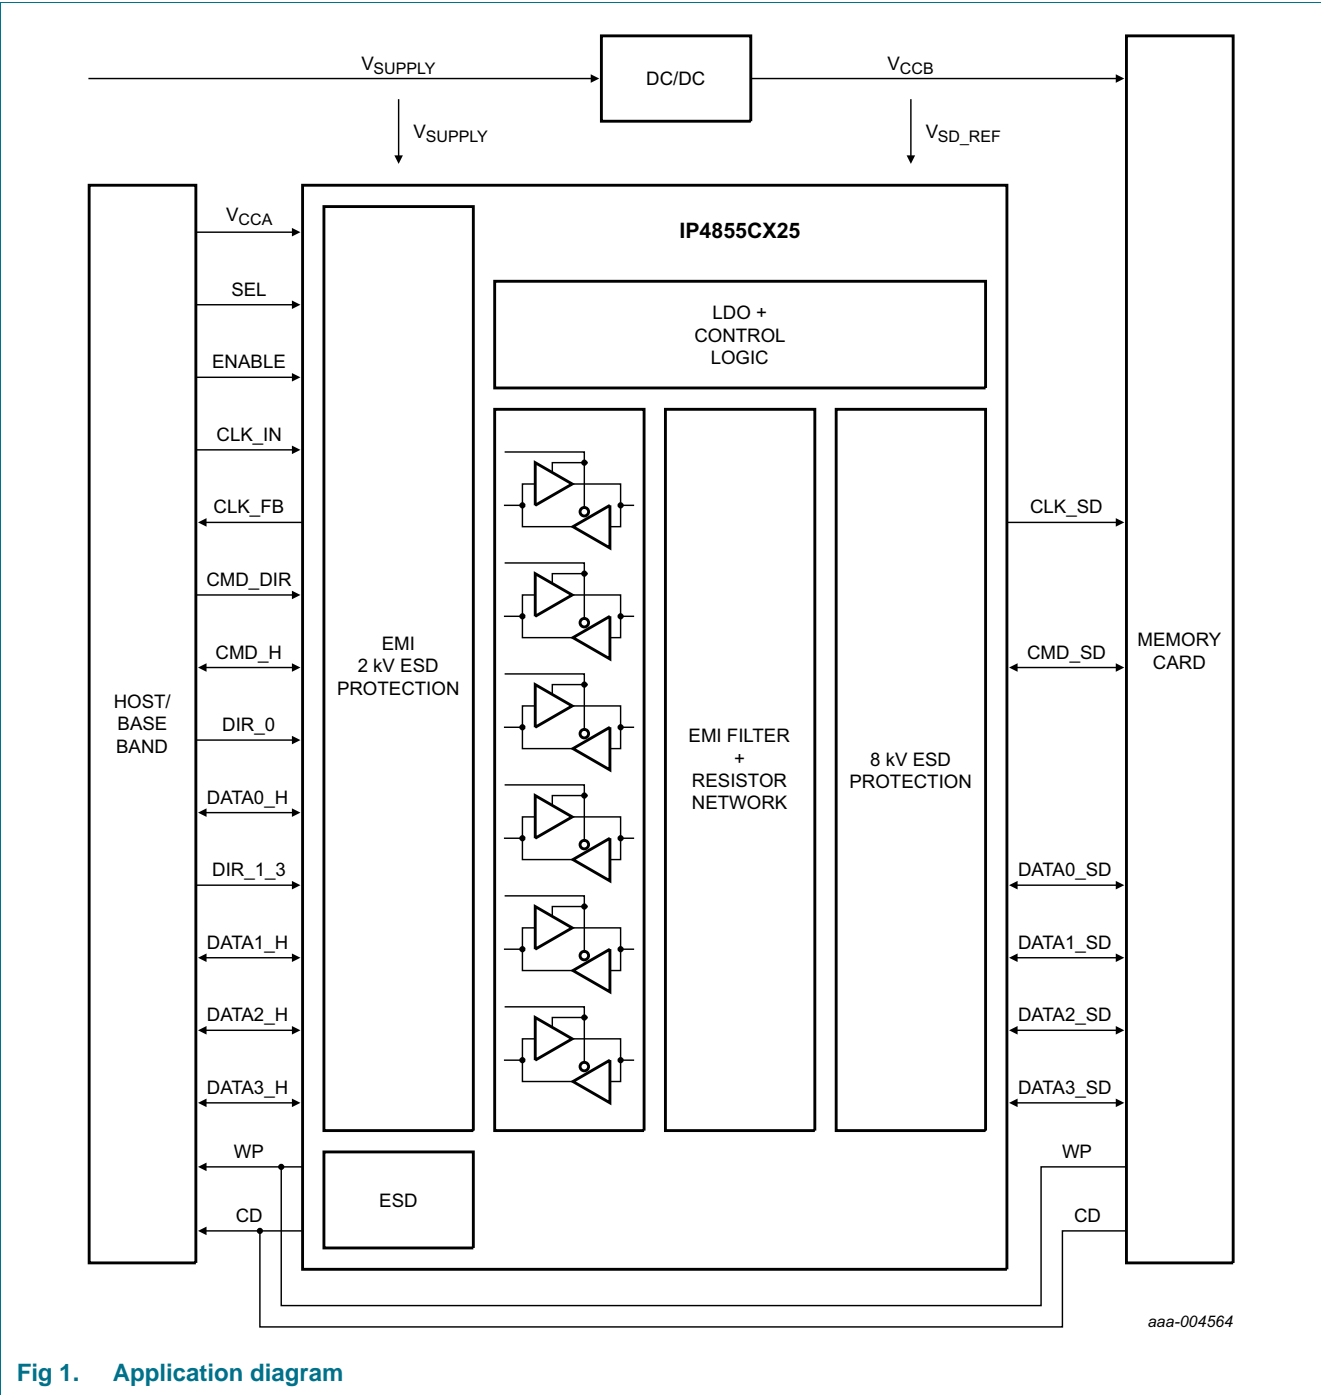 VSUPPLY
DC/DC
VCCB
VSUPPLY
VSD_REF
HOST/
BASE
BAND
VCCA
SEL
ENABLE
CLK_IN
CLK_FB
CMD_DIR
CMD_H
DIR_0
DATA0_H
DIR_1_3
DATA1_H
DATA2_H
DATA3_H
WP
CD
EMI
2 kV ESD
PROTECTION
ESD
IP4855CX25
LDO +
CONTROL
LOGIC
EMI FILTER
+
RESISTOR
NETWORK
8 kV ESD
PROTECTION
CLK_SD
CMD_SD
DATA0_SD
DATA1_SD
DATA2_SD
DATA3_SD
WP
CD
MEMORY
CARD
aaa-004564
Fig 1. Application diagram